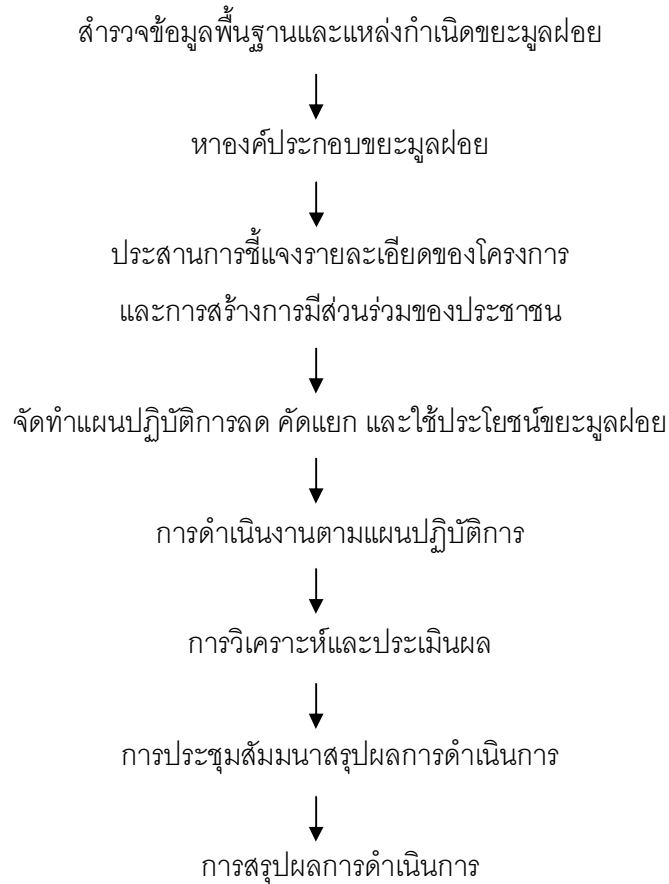 สำรวจข้อมูลพื้นฐานและแหล่งกำเนิดขยะมูลฝอย
หาองค์ประกอบขยะมูลฝอย
ประสานการชี้แจงรายละเอียดของโครงการ
และการสร้างการมีส่วนร่วมของประชาชน
จัดทำแผนปฏิบัติการลด คัดแยก และใช้ประโยชน์ขยะมูลฝอย
การดำเนินงานตามแผนปฏิบัติการ
การวิเคราะห์และประเมินผล
การประชุมสัมมนาสรุปผลการดำเนินการ
การสรุปผลการดำเนินการ